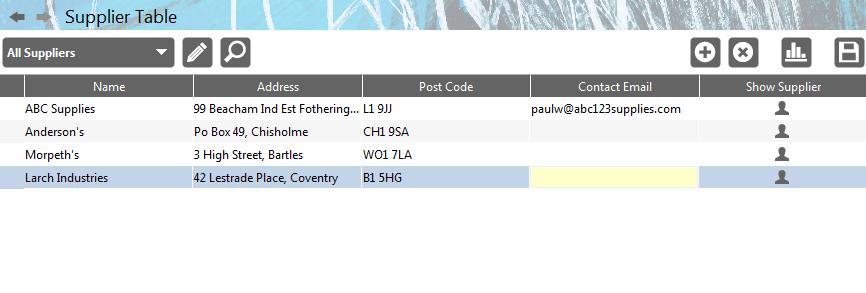 Supplier Table
All Suppliers
Name Address Post Code Contact Email Show Supplier
ABC Supplies 99 Beacham Ind Est Fothering... L1 9JJ paulw@abc123supplies.com
Anderson's Po Box 49, Chisholme CH1 9SA
Morpeth's 3 High Street, Bartles WO1 7LA
Larch Industries 42 Lestrade Place, Coventry B1 5HG